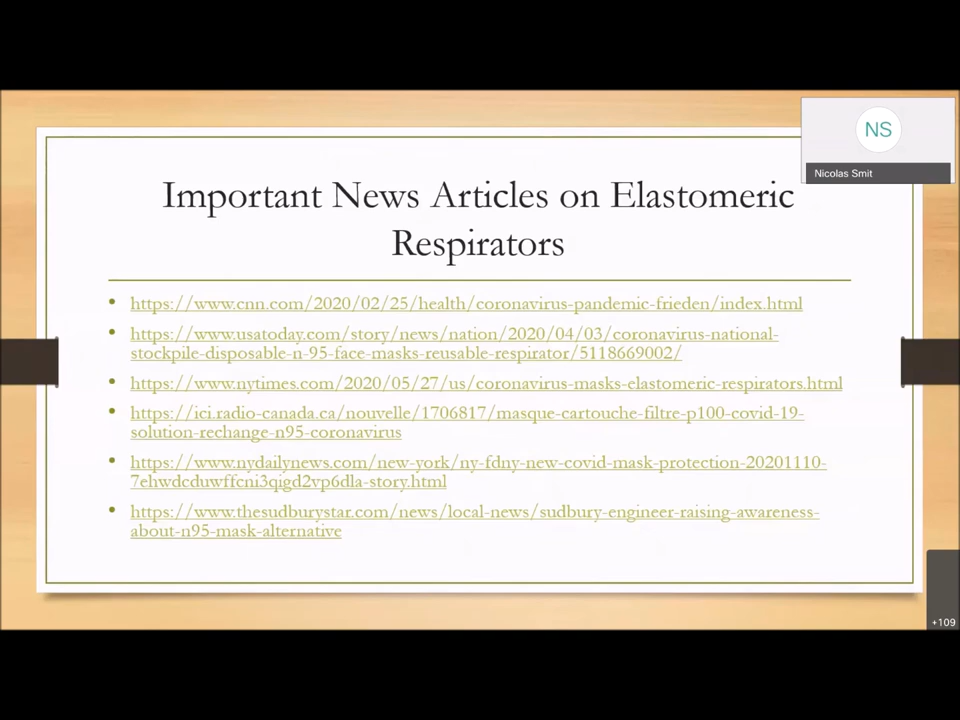 NS
Nicolas Smit
Important News Articles on Elastomeric
Respirators
• https://www.cnn.com/2020/02/25/health/coronavirus-pandemic-frieden/index.html
• https://www.usatoday.com/story/news/nation/2020/04/03/coronavirus-national-
stockpile-disposable-n-95-face-masks-reusable-respirator/5118669002/
• https://www.nytimes.com/2020/05/27/us/coronavirus-masks-elastomeric-respirators.html
• https://ici.radio-canada.ca/nouvelle/1706817/masque-cartouche-filtre-p100-covid-19-
solution-rechange-n95-coronavirus
• https://www.nydailynews.com/new-york/ny-fdny-new-covid-mask-protection-20201110-
7ehwdcduwffcni3qigd2vp6dla-story.html
• https://www.thesudburystar.com/news/local-news/sudbury-engineer-raising-awareness-
about-n95-mask-alternative
+109